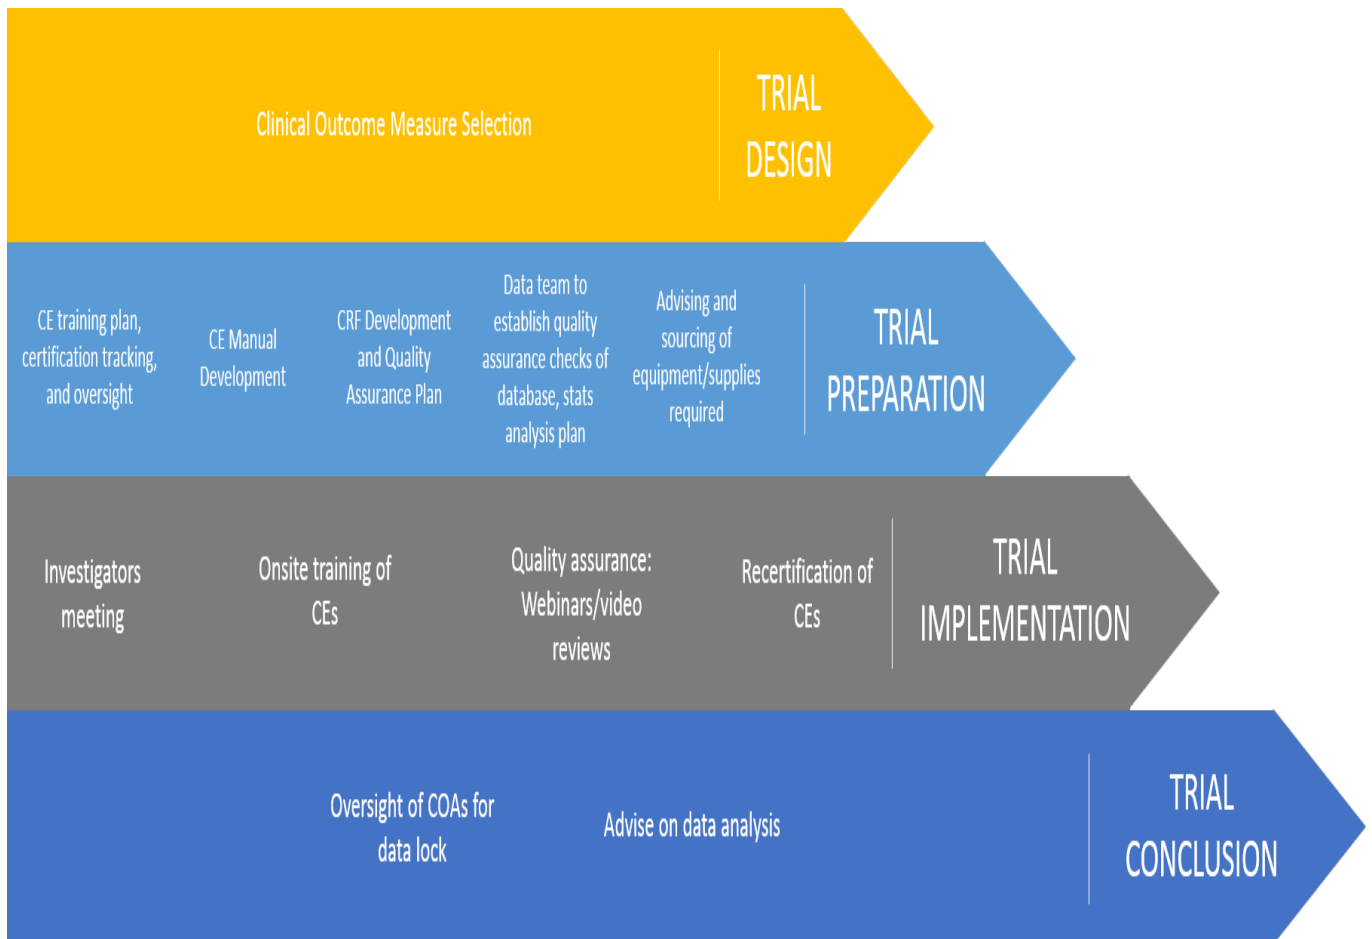 Clinical Outcome Measure Selection
TRIAL
DESIGN
CE training plan,
certification tracking,
and oversight
CE Manual
Development
CRF Development
and Quality
Assurance Plan
Data team to
establish quality
assurance checks of
database, stats
analysis plan
Advising and
sourcing of
equipment/supplies
required
TRIAL
PREPARATION
Investigators
meeting
Onsite training of
CEs
Quality assurance:
Webinars/video
reviews
Recertification of
CEs
TRIAL
IMPLEMENTATION
Oversight of COAs for
data lock
Advise on data analysis
TRIAL
CONCLUSION